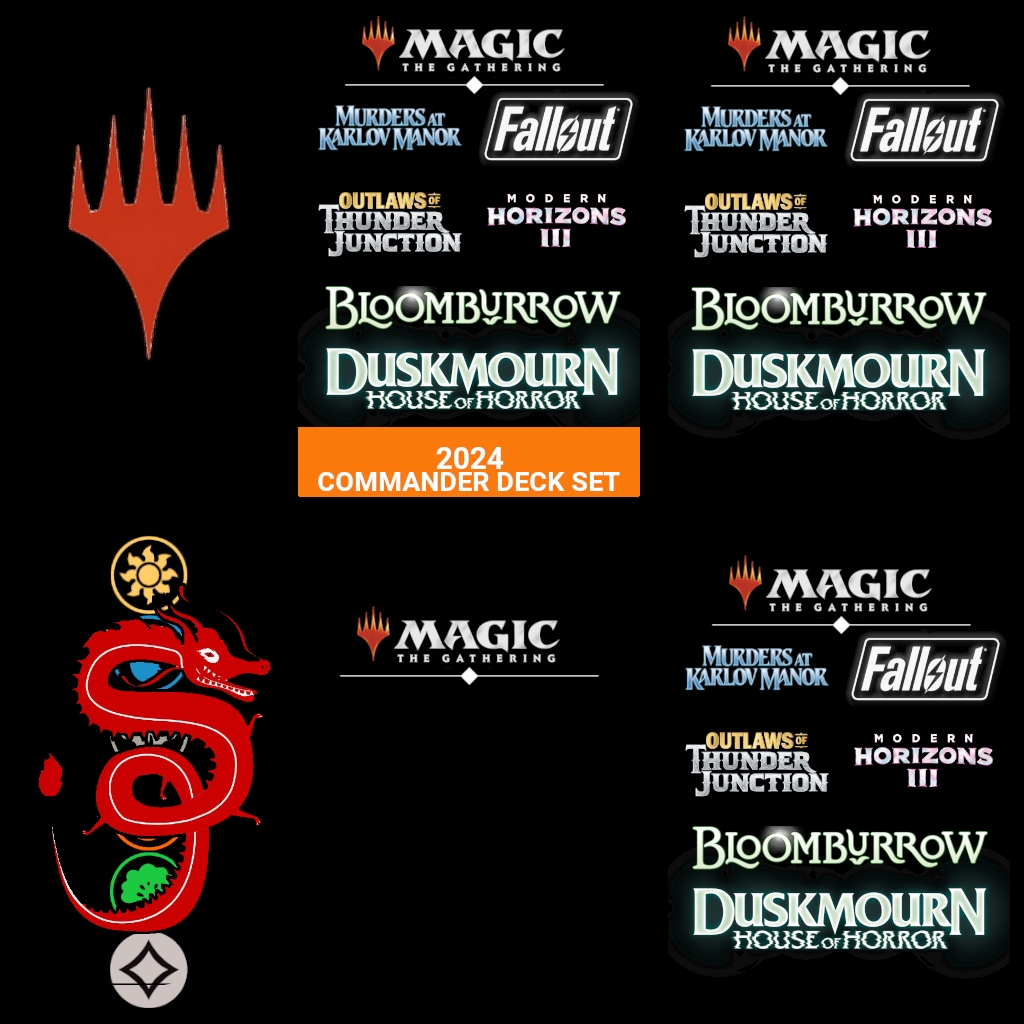 MAGIC
THE GATHERING
MURDERS AT
KARLOV MANOR
Fallout
OUTLAWS OF
THUNDER
JUNCTION
MODERN
HORIZONS
III
BLOOMBURROW
DUSKMOURN
HOUSE OF HORROR
2024
COMMANDER DECK SET
MAGIC
THE GATHERING
MURDERS AT
KARLOV MANOR
Fallout
OUTLAWS OF
THUNDER
JUNCTION
MODERN
HORIZONS
III
BLOOMBURROW
DUSKMOURN
HOUSE OF HORROR
MAGIC
THE GATHERING
MAGIC
THE GATHERING
MURDERS AT
KARLOV MANOR
Fallout
OUTLAWS OF
THUNDER
JUNCTION
MODERN
HORIZONS
III
BLOOMBURROW
DUSKMOURN
HOUSE OF HORROR